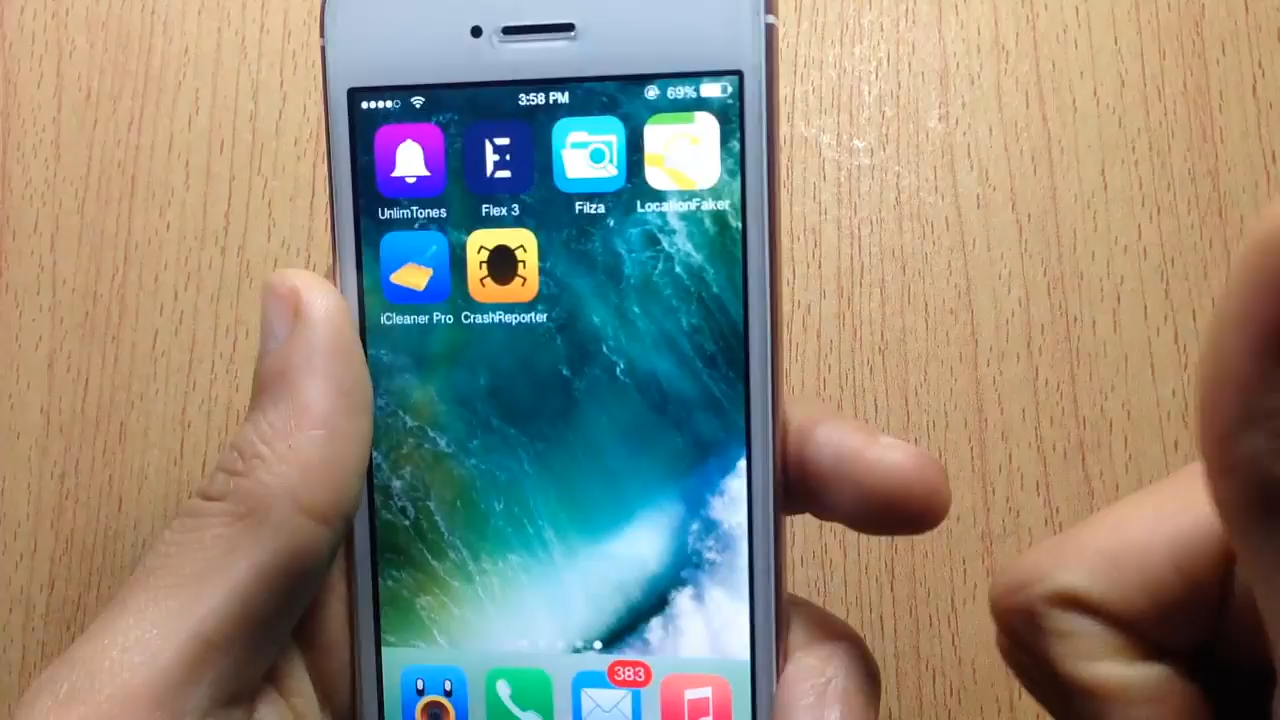 3:58 PM
69%
UnlimTones
Flex 3
Filza
LocationFaker
iCleaner Pro
CrashReporter
383